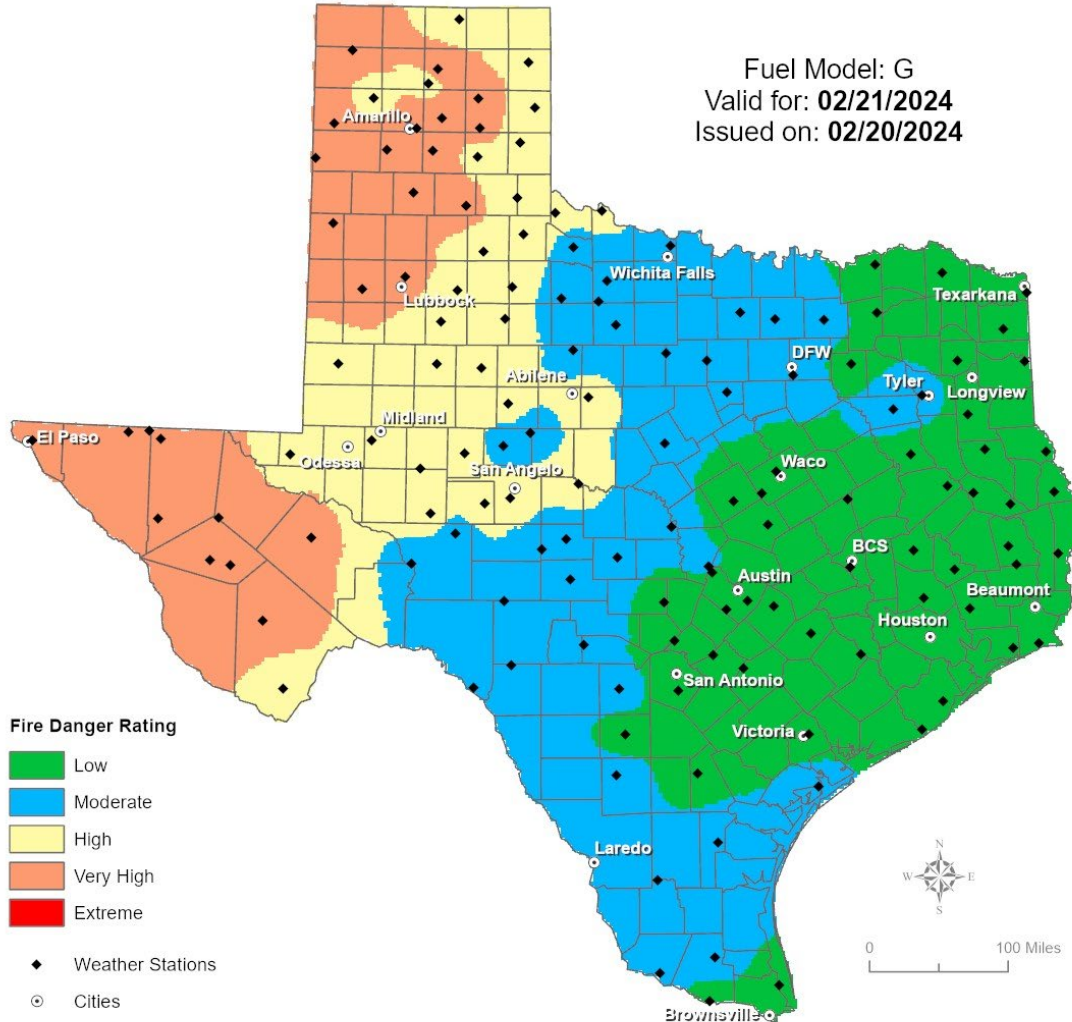 Fuel Model: G
Valid for: 02/21/2024
Issued on: 02/20/2024
Amarillo
Wichita Falls
Lubbock
Texarkana
DFW
Abilene
Tyler
Longview
Midland
El Paso
Odessa
San Angelo
Waco
BCS
Austin
Beaumont
Houston
San Antonio
Victoria
Laredo
Brownsville
Fire Danger Rating
Low
Moderate
High
Very High
Extreme
Weather Stations
Cities
N
W E
S
0 100 Miles